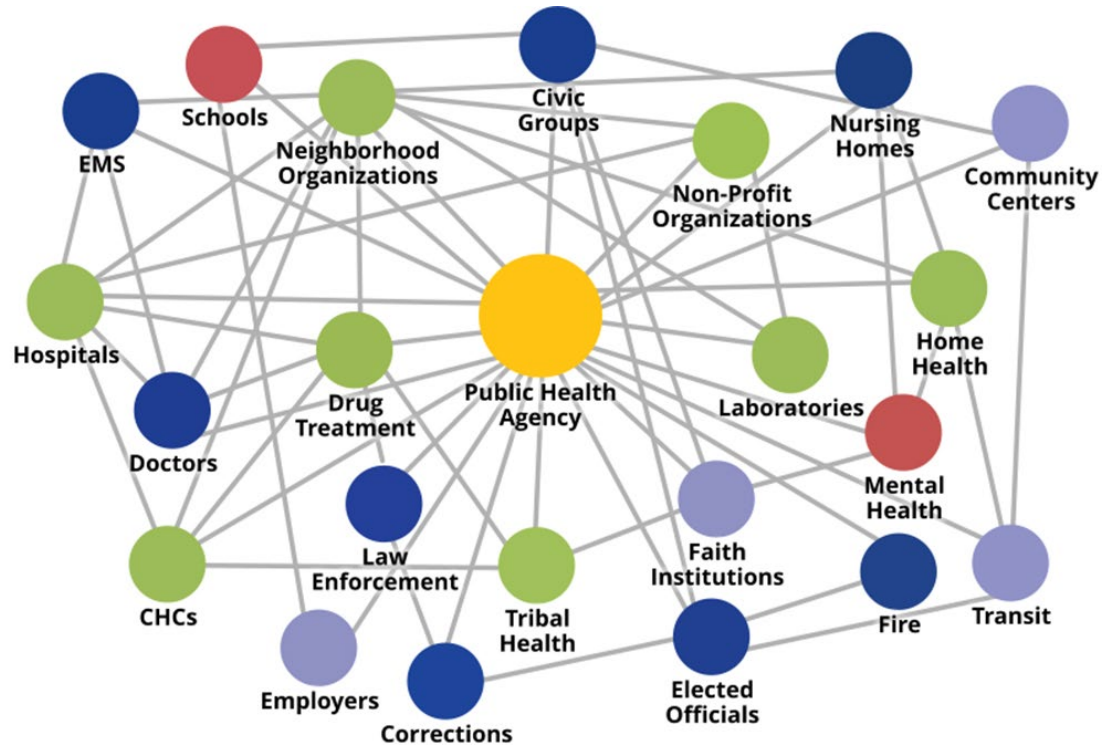 Schools
Civic
Groups
EMS
Neighborhood
Organizations
Nursing
Homes
Community
Centers
Non-Profit
Organizations
Hospitals
Public Health
Agency
Home
Health
Drug
Treatment
Laboratories
Doctors
Mental
Health
Law
Enforcement
Faith
Institutions
CHCs
Tribal
Health
Fire
Transit
Employers
Elected
Officials
Corrections